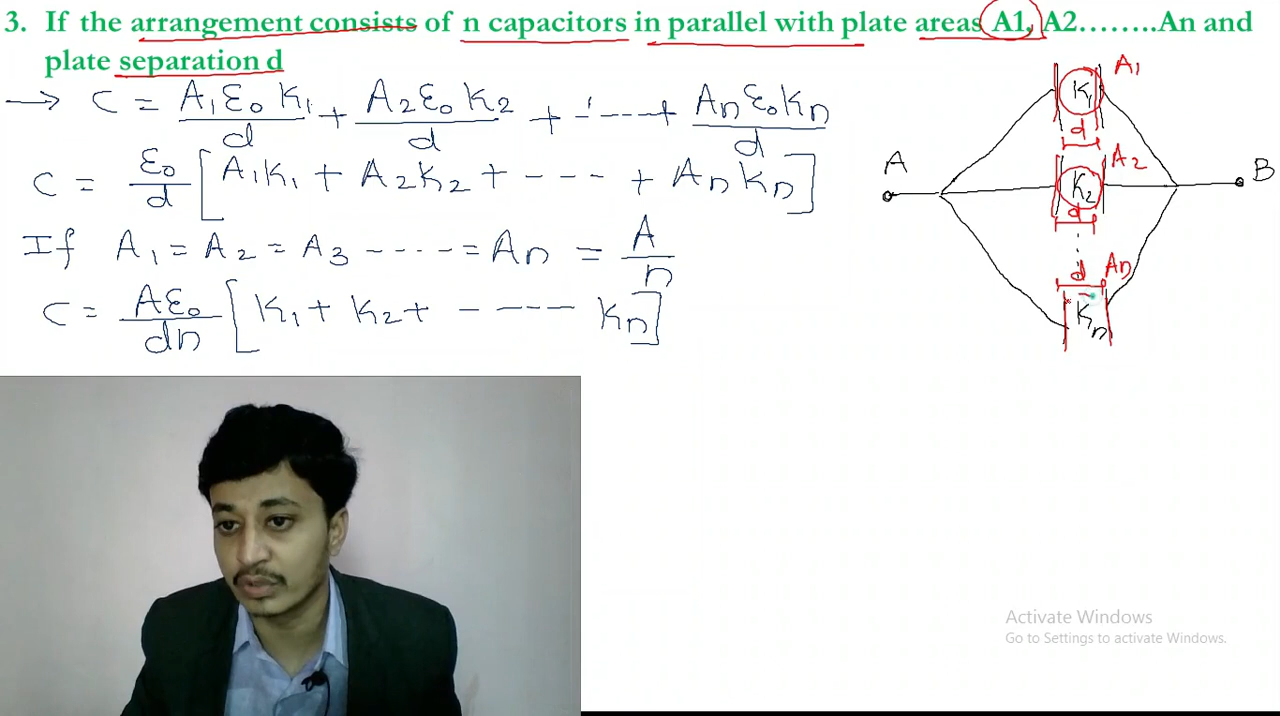 3. If the arrangement consists of n capacitors in parallel with plate areas A1, A2........An and
plate separation d
→ C = A₁ε₀K₁/d + A₂ε₀K₂/d + ---- + Anε₀Kn/d
C = ε₀/d [A₁K₁ + A₂K₂ + --- + AnKn]
If A₁ = A₂ = A₃ ----- = An = A/n
C = Aε₀/dn [K₁ + K₂ + - ---- Kn]
A₁
K₁
d
A
A₂
B
K₂
d
d
An
Kn
Activate Windows
Go to Settings to activate Windows.